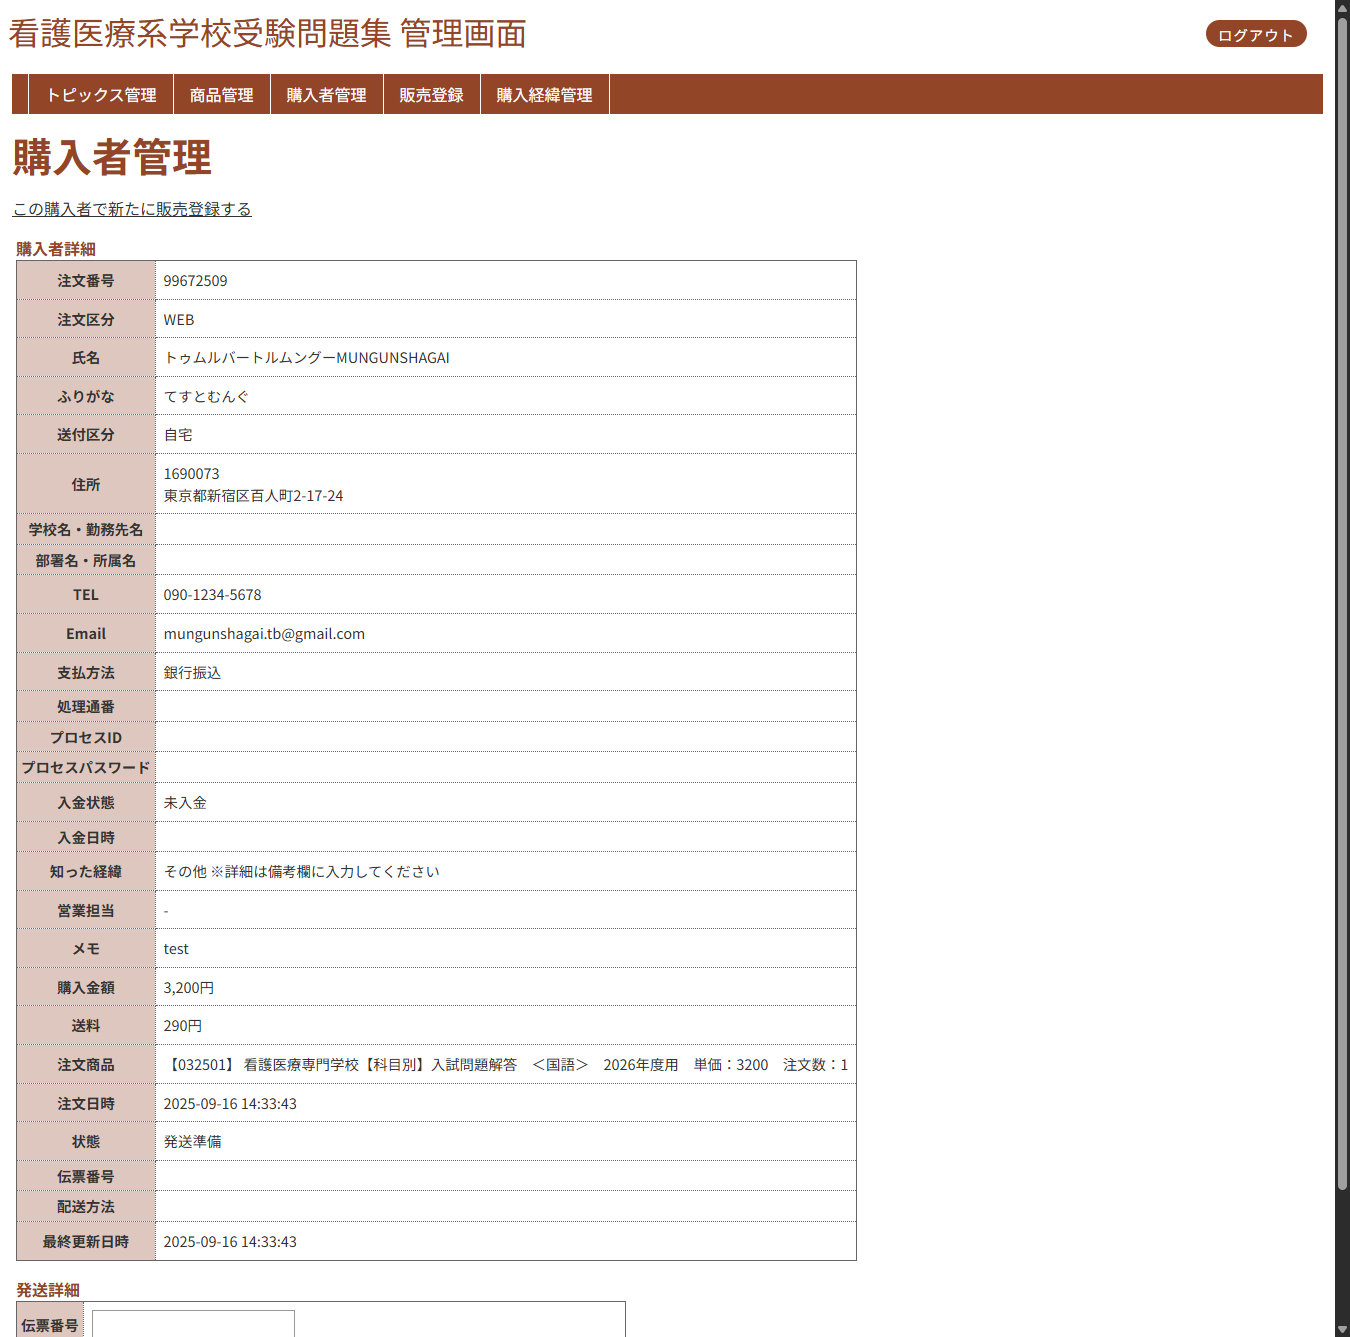 看護医療系学校受験問題集 管理画面
ログアウト
トピックス管理 商品管理 購入者管理 販売登録 購入経緯管理
購入者管理
この購入者で新たに販売登録する
購入者詳細
注文番号 99672509
注文区分 WEB
氏名 トゥムルバートルムングーMUNGUNSHAGAI
ふりがな てすとむんぐ
送付区分 自宅
住所 1690073
東京都新宿区百人町2-17-24
学校名・勤務先名
部署名・所属名
TEL 090-1234-5678
Email mungunshagai.tb@gmail.com
支払方法 銀行振込
処理通番
プロセスID
プロセスパスワード
入金状態 未入金
入金日時
知った経緯 その他 ※詳細は備考欄に入力してください
営業担当 -
メモ test
購入金額 3,200円
送料 290円
注文商品 【032501】 看護医療専門学校【科目別】入試問題解答　＜国語＞　2026年度用　単価：3200　注文数：1
注文日時 2025-09-16 14:33:43
状態 発送準備
伝票番号
配送方法
最終更新日時 2025-09-16 14:33:43
発送詳細
伝票番号